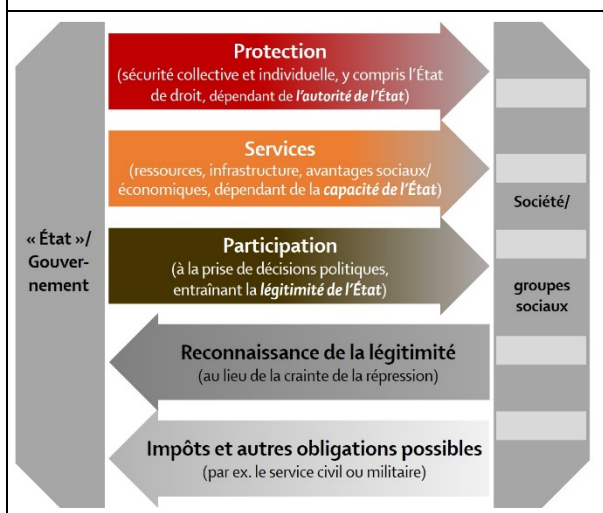 Protection
(sécurité collective et individuelle, y compris l'État
de droit, dépendant de l'autorité de l'État)
Services
(ressources, infrastructure, avantages sociaux/
économiques, dépendant de la capacité de l'État)
« État »/
Gouver-
nement
Participation
(à la prise de décisions politiques,
entraînant la légitimité de l'État)
Société/
groupes
sociaux
Reconnaissance de la légitimité
(au lieu de la crainte de la répression)
Impôts et autres obligations possibles
(par ex. le service civil ou militaire)